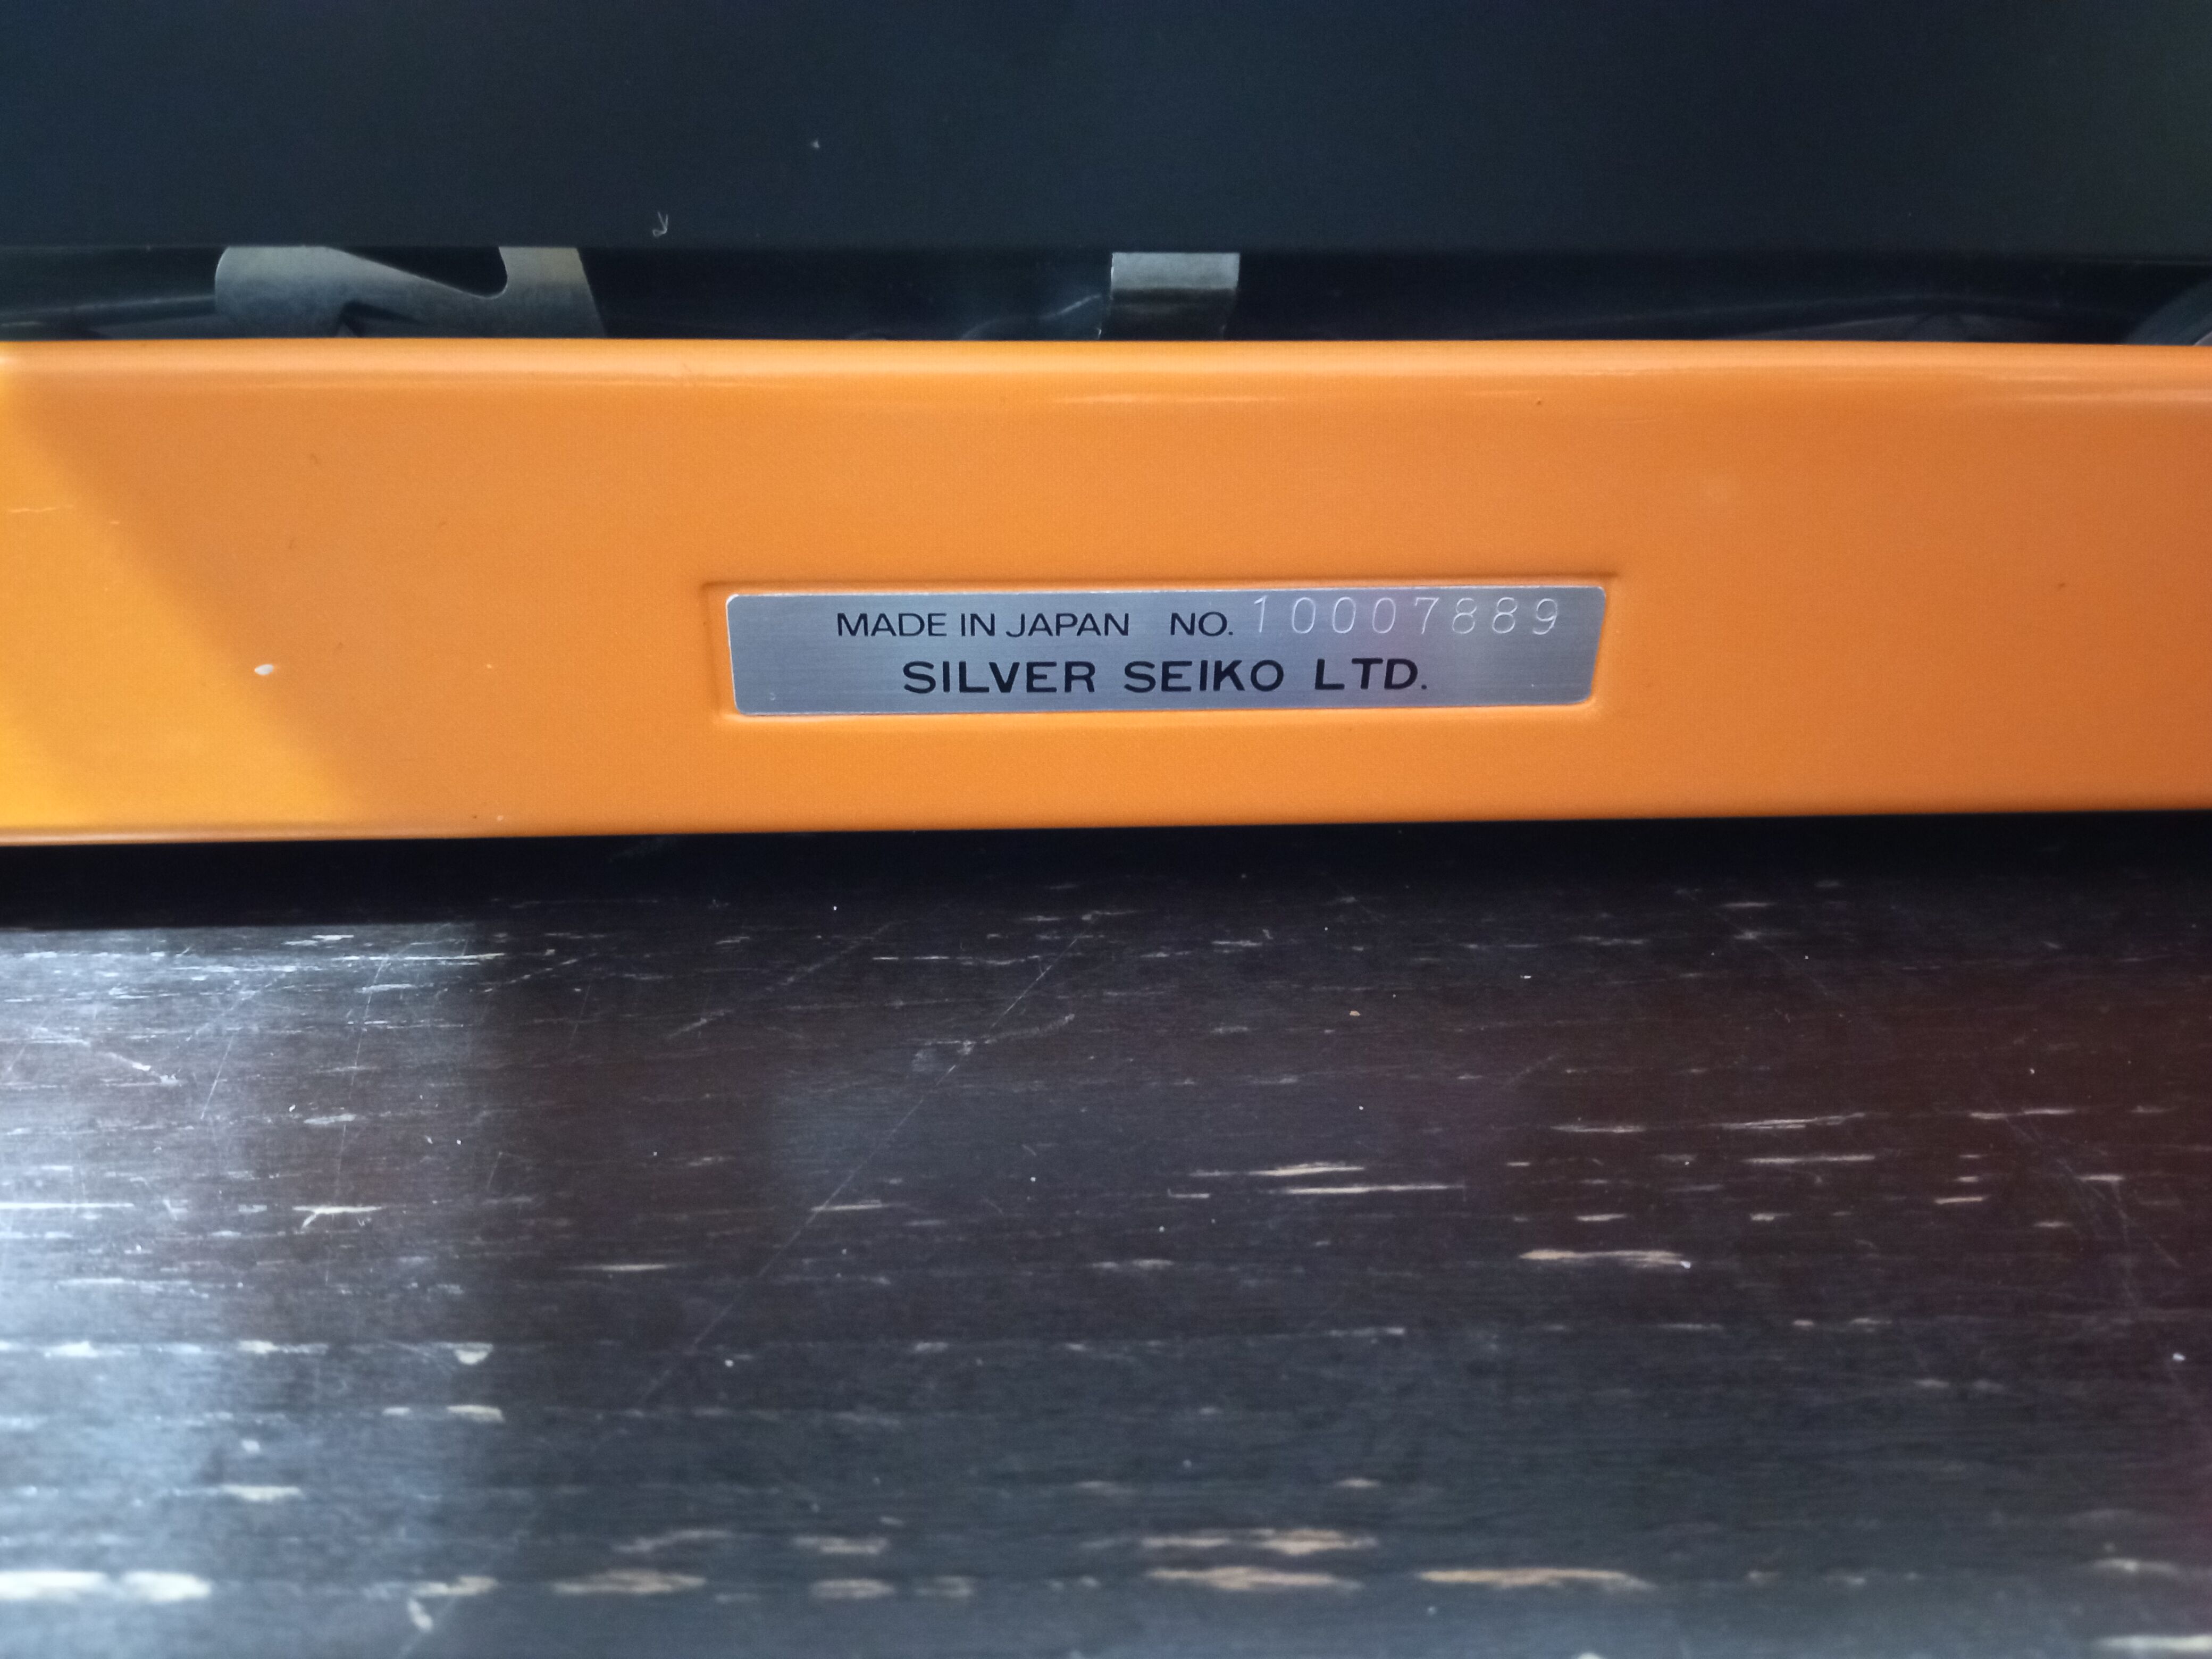 MADE IN JAPAN NO. 10007889
SILVER SEIKO LTD.